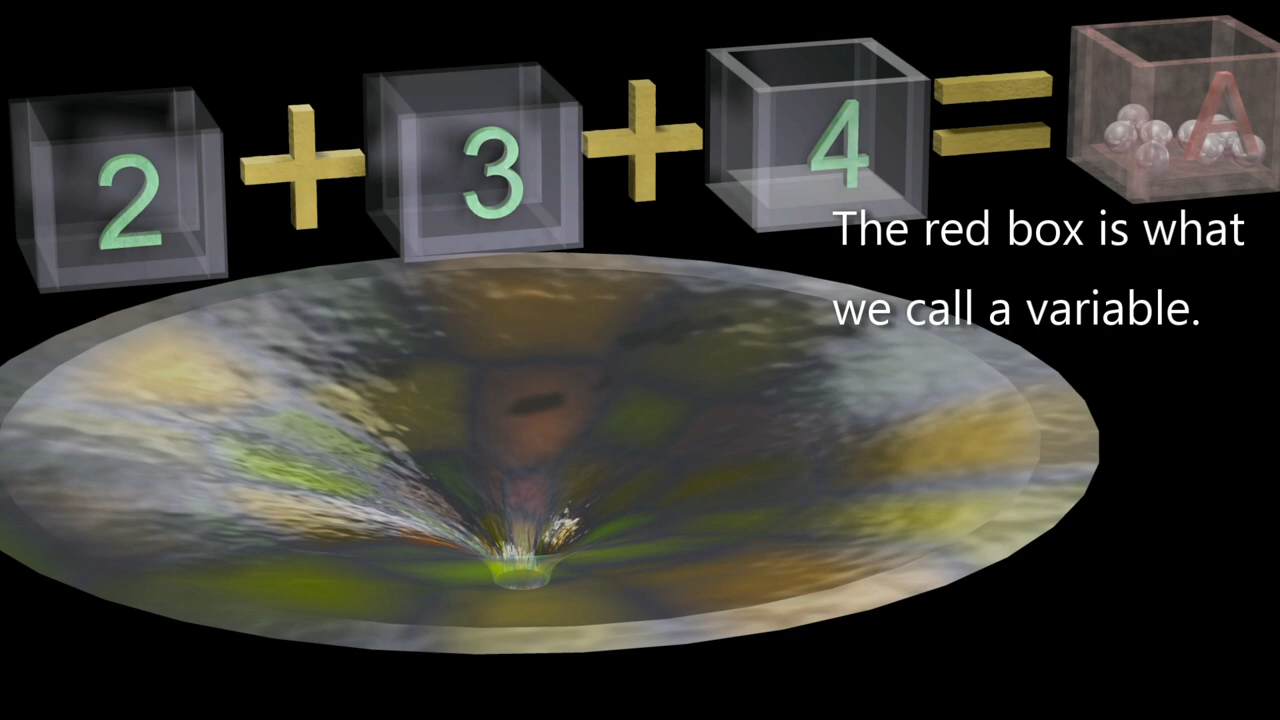 2 + 3 + 4 = A
The red box is what
we call a variable.